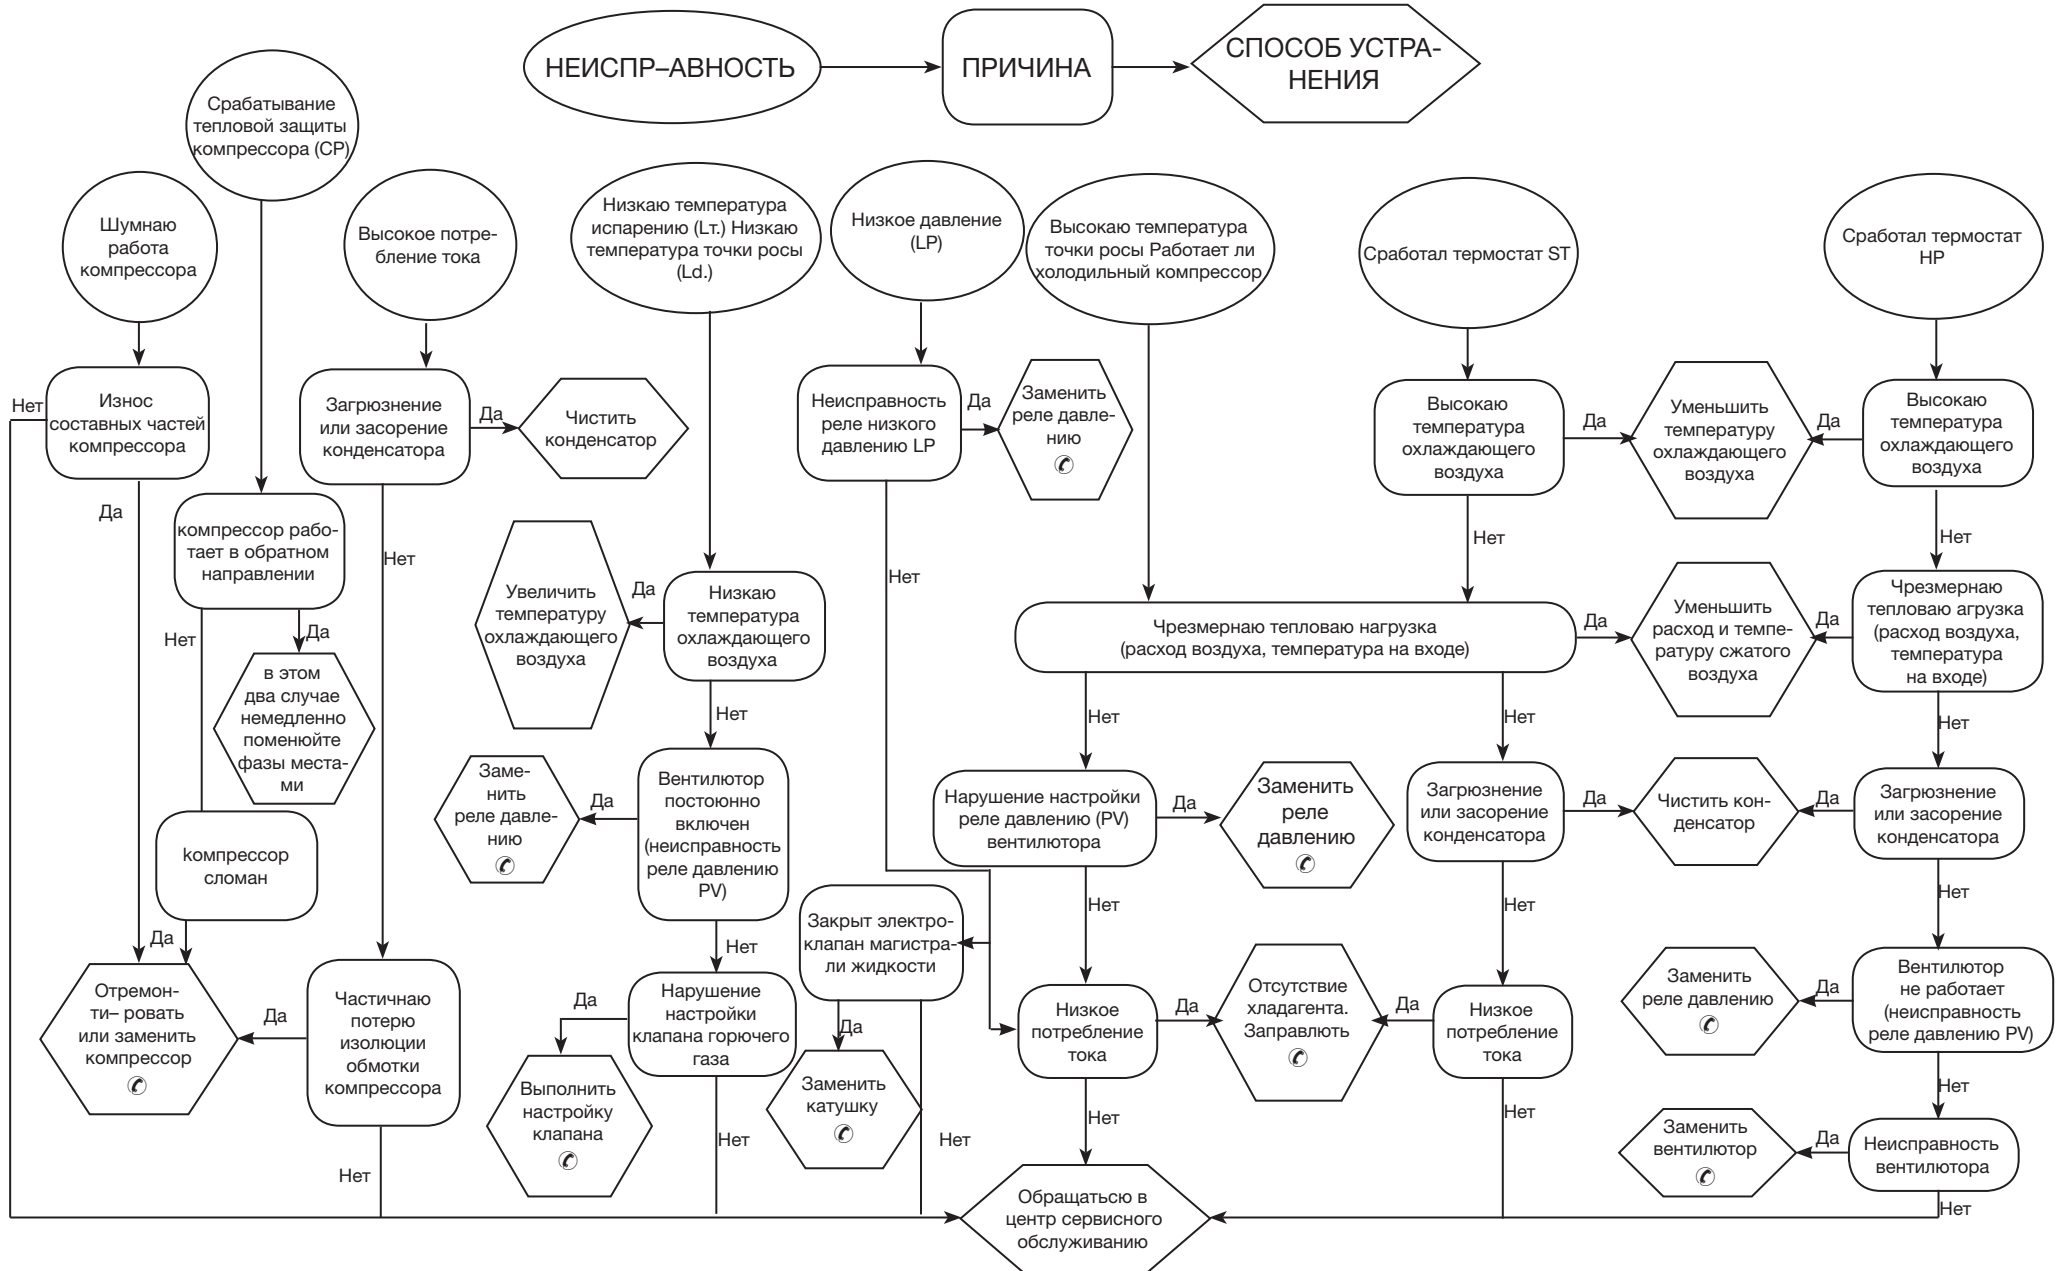 НЕИСПР–АВНОСТЬ
ПРИЧИНА
СПОСОБ УСТРА-
НЕНИЯ
Срабатывание
тепловой защиты
компрессора (CP)
Шумнаю
работа
компрессора
Высокое потре-
бление тока
Низкаю температура
испарению (Lт.) Низкаю
температура точки росы
(Ld.)
Низкое давление
(LP)
Высокаю температура
точки росы Работает ли
холодильный компрессор
Сработал термостат ST
Сработал термостат
HP
Нет
Износ
составных частей
компрессора
Да
Загрюзнение
или засорение
конденсатора
Да
Чистить
конденсатор
Нет
Неисправность
реле низкого
давлению LP
Да
Заменить
реле давле-
нию
Нет
Высокаю
температура
охлаждающего
воздуха
Да
Уменьшить
температуру
охлаждающего
воздуха
Да
Высокаю
температура
охлаждающего
воздуха
Нет
Нет
компрессор рабо-
тает в обратном
направлении
Нет
Да
в этом
два случае
немедленно
поменюйте
фазы места-
ми
Увеличить
температуру
охлаждающего
воздуха
Да
Низкаю
температура
охлаждающего
воздуха
Нет
Чрезмернаю тепловаю нагрузка
(расход воздуха, температура на входе)
Да
Уменьшить
расход и темпе-
ратуру сжатого
воздуха
Да
Чрезмернаю
тепловаю агрузка
(расход воздуха,
температура
на входе)
Нет
Нет
Нет
Заме-
нить
реле давле-
нию
Да
Вентилютор
постоюнно
включен
(неисправность
реле давлению
PV)
Нет
Нарушение настройки
реле давлению (PV)
вентилютора
Да
Заменить
реле
давлению
Нет
Загрюзнение
или засорение
конденсатора
Да
Чистить кон-
денсатор
Да
Загрюзнение
или засорение
конденсатора
Нет
Нет
kомпрессор
сломан
Да
Отремон-
ти– ровать
или заменить
компрессор
Да
Частичнаю
потерю
изолюции
обмотки
компрессора
Нет
Да
Нарушение
настройки
клапана горючего
газа
Выполнить
настройку
клапана
Нет
Закрыт электро-
клапан магистра-
ли жидкости
Да
Заменить
катушку
Нет
Низкое
потребление
тока
Да
Отсутствие
хладагента.
Заправлють
Да
Низкое
потребление
тока
Нет
Нет
Заменить
реле давлению
Да
Вентилютор
не работает
(неисправность
реле давлению PV)
Нет
Заменить
вентилютор
Да
Неисправность
вентилютора
Нет
Обращатьсю в
центр сервисного
обслуживанию